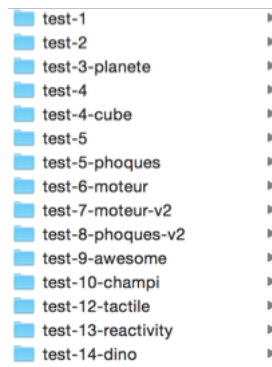 test-1
test-2
test-3-planete
test-4
test-4-cube
test-5
test-5-phoques
test-6-moteur
test-7-moteur-v2
test-8-phoques-v2
test-9-awesome
test-10-champi
test-12-tactile
test-13-reactivity
test-14-dino